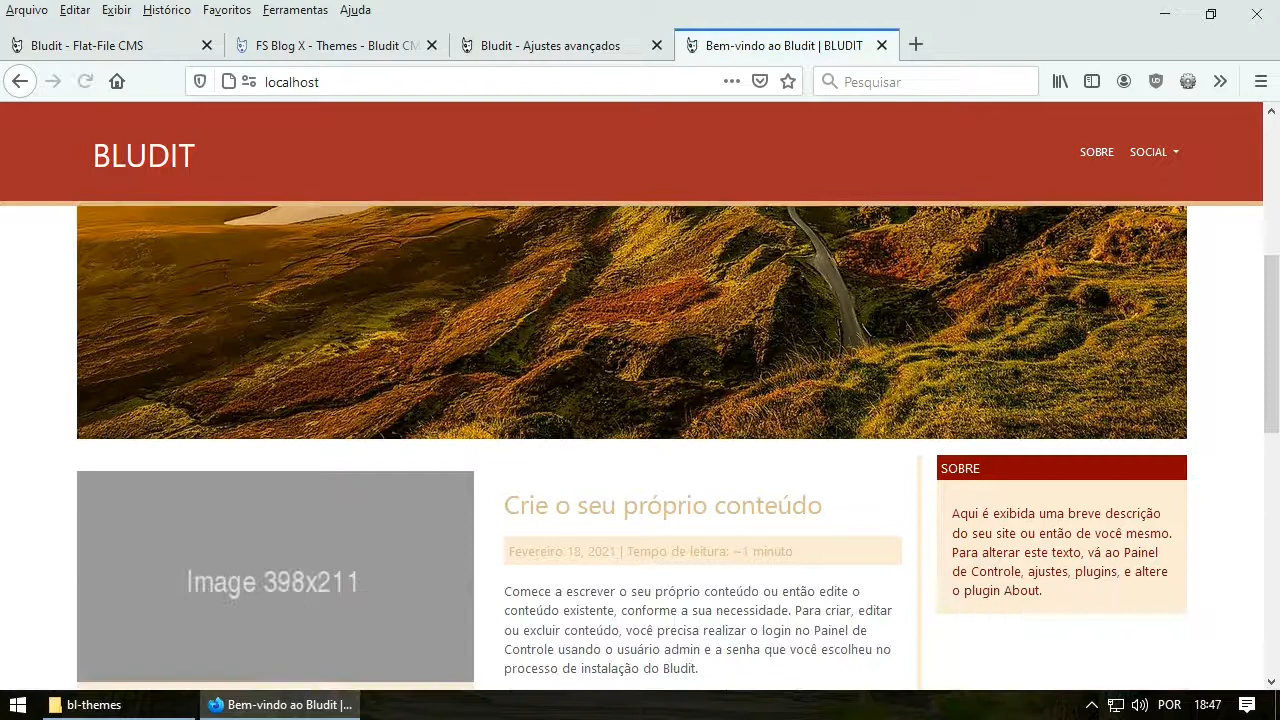 Arquivo Editar Exibir Histórico Favoritos Ferramentas Ajuda
Bludit - Flat-File CMS
FS Blog X - Themes - Bludit CM
Bludit - Ajustes avançados
Bem-vindo ao Bludit | BLUDIT
localhost
Pesquisar
BLUDIT
SOBRE SOCIAL
Image 398x211
Crie o seu próprio conteúdo
Fevereiro 18, 2021 | Tempo de leitura: ~1 minuto
Comece a escrever o seu próprio conteúdo ou então edite o
conteúdo existente, conforme a sua necessidade. Para criar, editar
ou excluir conteúdo, você precisa realizar o login no Painel de
Controle usando o usuário admin e a senha que você escolheu no
processo de instalação do Bludit.
SOBRE
Aqui é exibida uma breve descrição
do seu site ou então de você mesmo.
Para alterar este texto, vá ao Painel
de Controle, ajustes, plugins, e altere
o plugin About.
bl-themes
Bem-vindo ao Bludit |...
POR 18:47